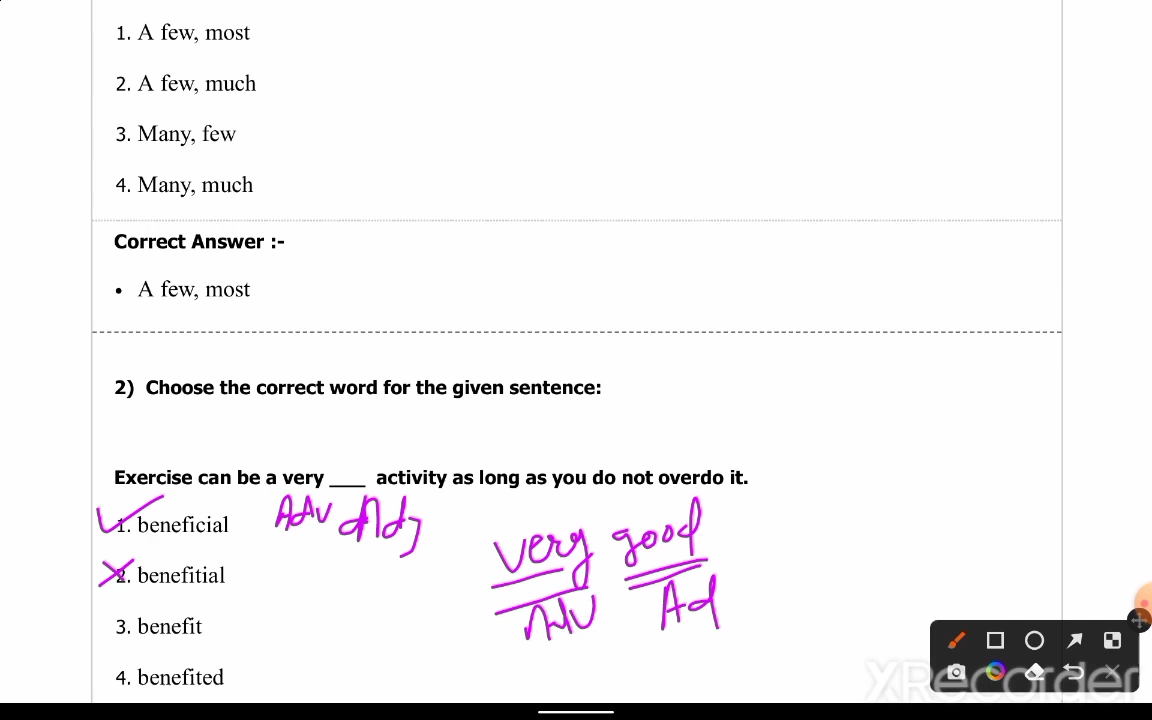 1. A few, most
2. A few, much
3. Many, few
4. Many, much
Correct Answer :-
• A few, most
2) Choose the correct word for the given sentence:
Exercise can be a very ___ activity as long as you do not overdo it.
1. beneficial
Adv Adj
very good
2. benefitial
Adv Ad
3. benefit
4. benefited
XRecorder